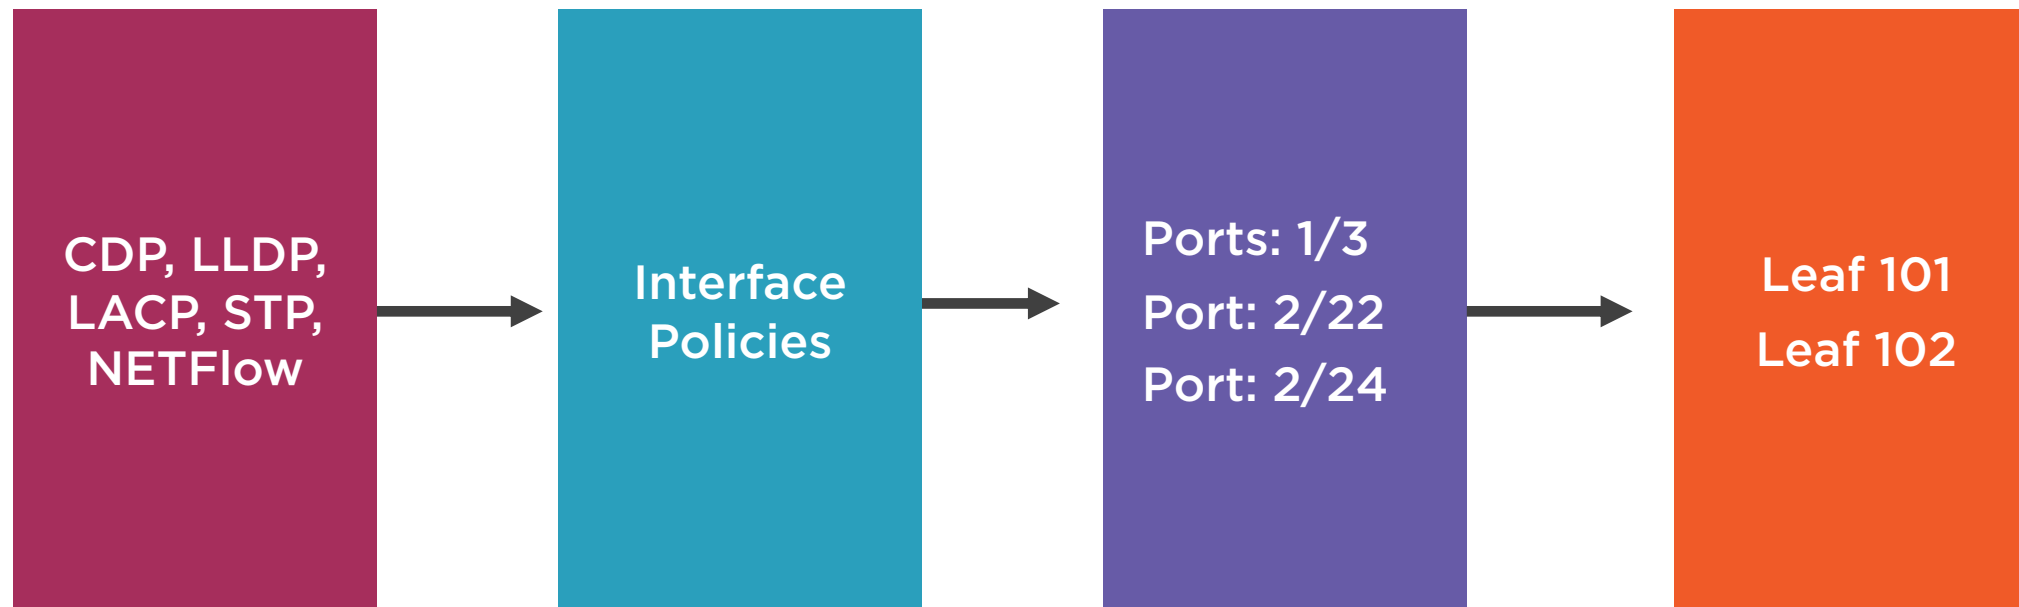 CDP, LLDP,
LACP, STP,
NETFlow
Interface
Policies
Ports: 1/3
Port: 2/22
Port: 2/24
Leaf 101
Leaf 102